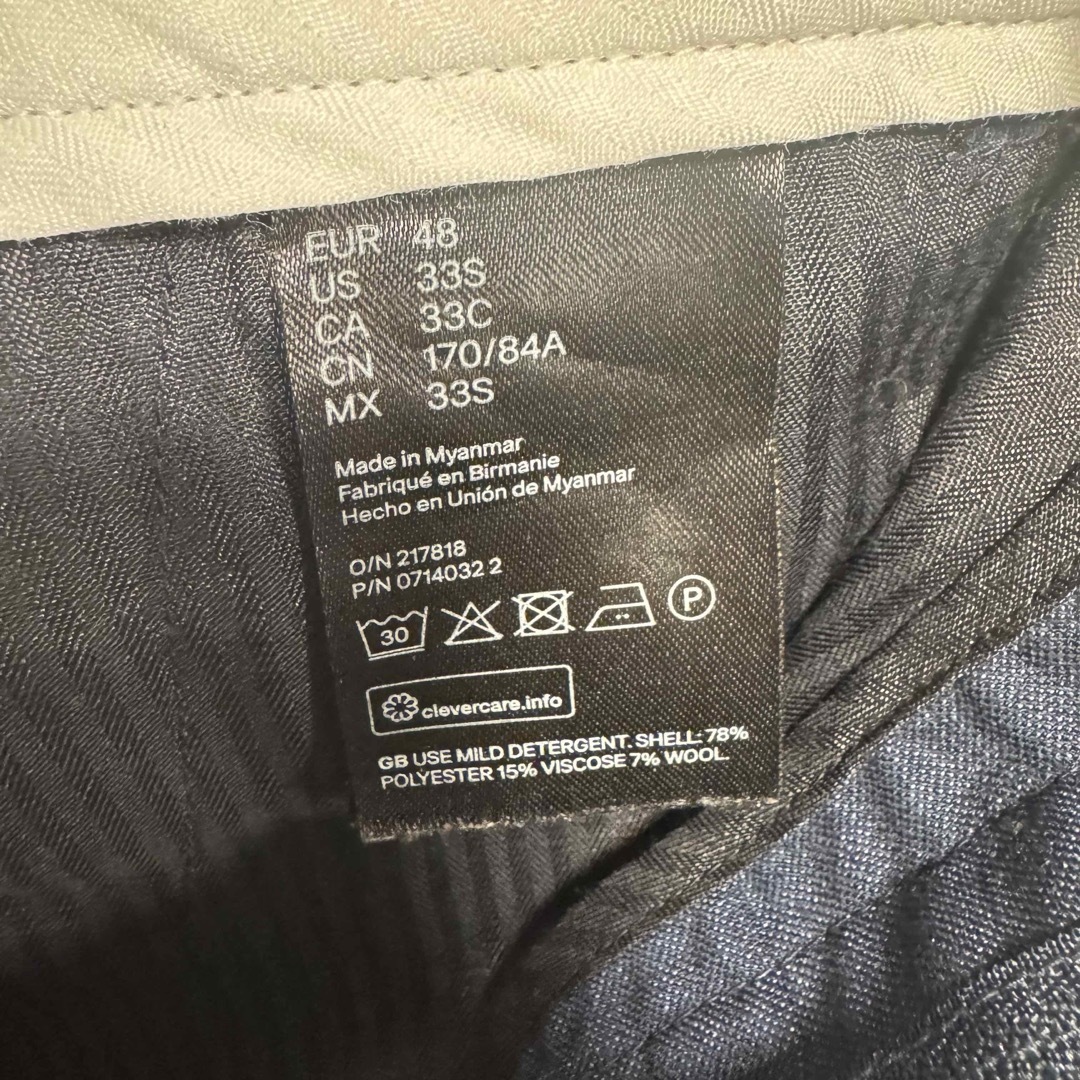 EUR 48
US 33S
CA 33C
CN 170/84A
MX 33S
Made in Myanmar
Fabriqué en Birmanie
Hecho en Unión de Myanmar
O/N 217818
P/N 0714032 2
30
P
clevercare.info
GB USE MILD DETERGENT. SHELL: 78%
POLYESTER 15% VISCOSE 7% WOOL.